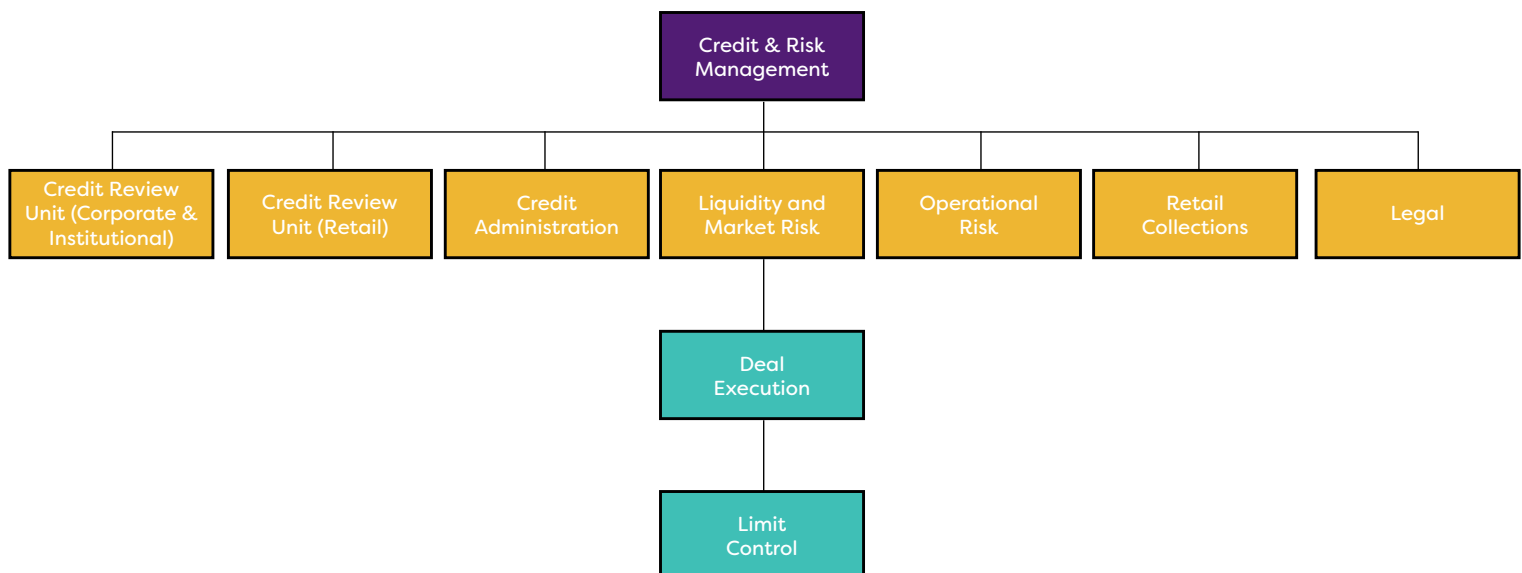 Credit & Risk
Management
Credit Review
Unit (Corporate &
Institutional)
Credit Review
Unit (Retail)
Credit
Administration
Liquidity and
Market Risk
Operational
Risk
Retail
Collections
Legal
Deal
Execution
Limit
Control